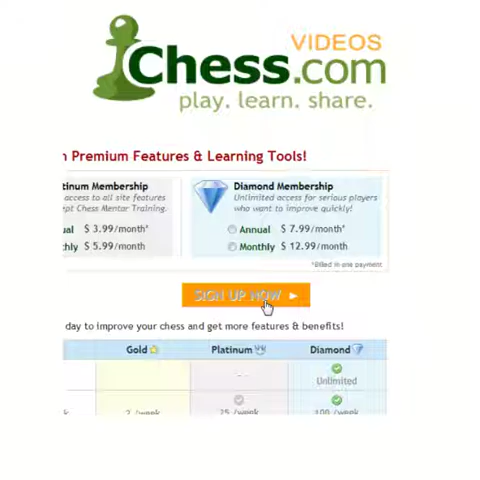 VIDEOS
Chess.com
play. learn. share.
Premium Features & Learning Tools!
tinum Membership
Diamond Membership
access to all site features
Unlimited access for serious players
ept Chess Mentor Training.
who want to improve quickly!
ual $ 3.99/month*
Annual $ 7.99/month*
hly $ 5.99/month
Monthly $ 12.99/month
*Billed in one payment
SIGN UP NOW
day to improve your chess and get more features & benefits!
Gold Platinum Diamond
--
Unlimited
/week 25 /week 100 /week